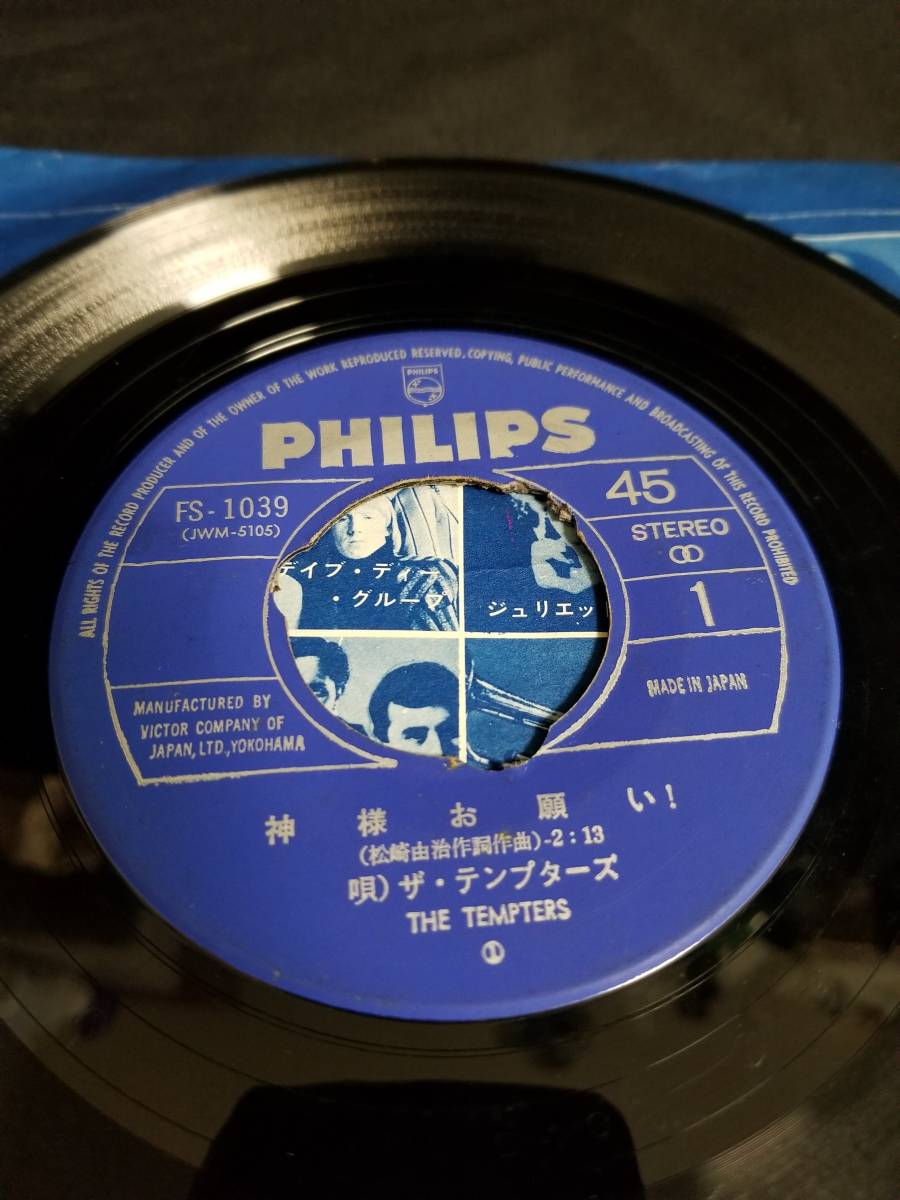 ALL RIGHTS OF THE RECORD PRODUCER AND OF THE OWNER OF THE WORK REPRODUCED RESERVED. COPYING, PUBLIC PERFORMANCE AND BROADCASTING OF THIS RECORD PROHIBITED
PHILIPS
PHILIPS
FS-1039
(JWM-5105)
45
STEREO
1
MANUFACTURED BY
VICTOR COMPANY OF
JAPAN, LTD., YOKOHAMA
MADE IN JAPAN
デイブ・ディー
・グループ
ジュリエッ
神様お願い!
(松崎由治作詞作曲)-2:13
唄)ザ・テンプターズ
THE TEMPTERS
①